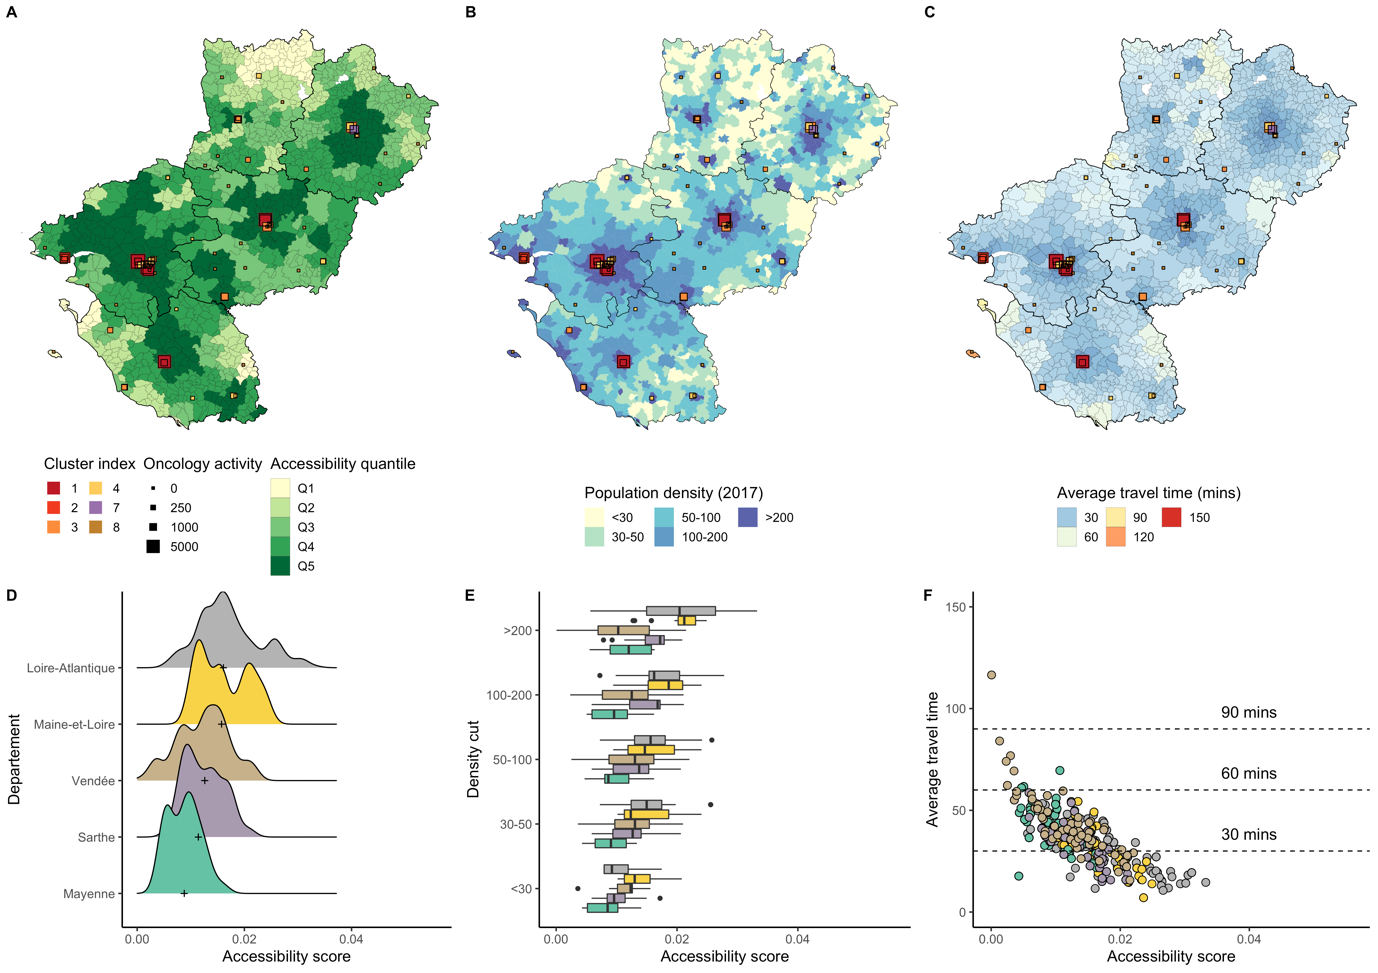 A
B
C
Cluster index
1
2
3
4
7
8
Oncology activity
0
250
1000
5000
Accessibility quantile
Q1
Q2
Q3
Q4
Q5
Population density (2017)
<30
30-50
50-100
100-200
>200
Average travel time (mins)
30
60
90
120
150
D
Departement
Loire-Atlantique
Maine-et-Loire
Vendée
Sarthe
Mayenne
0.00
0.02
0.04
Accessibility score
E
Density cut
>200
100-200
50-100
30-50
<30
0.00
0.02
0.04
Accessibility score
F
Average travel time
150
100
50
0
90 mins
60 mins
30 mins
0.00
0.02
0.04
Accessibility score